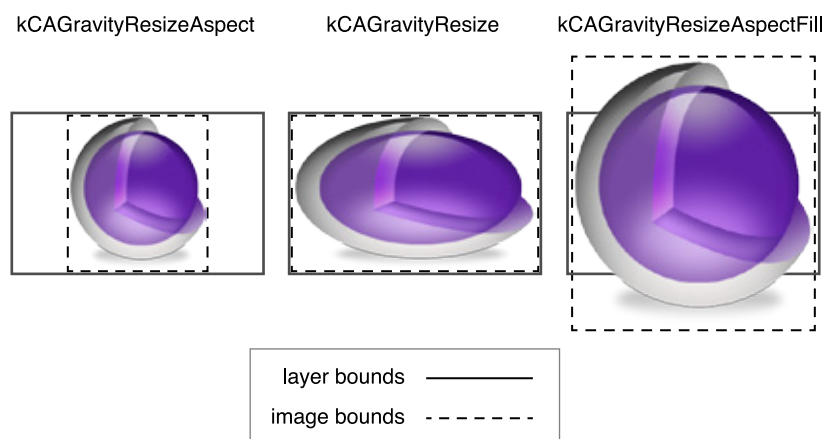 kCAGravityResizeAspect
kCAGravityResize
kCAGravityResizeAspectFill
layer bounds
image bounds